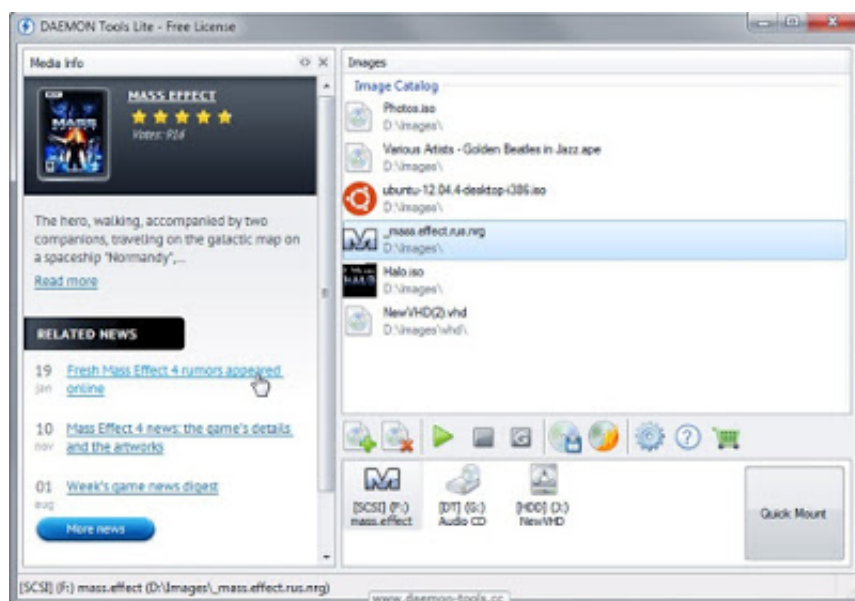 DAEMON Tools Lite - Free License
Media Info
MASS EFFECT
MASS
Votes: 916
The hero, walking, accompanied by two
companions, traveling on the galactic map on
a spaceship "Normandy",...
Read more
RELATED NEWS
19 Fresh Mass Effect 4 rumors appeared
jan online
10 Mass Effect 4 news: the game's details
nov and the artworks
01 Week's game news digest
aug
More news
Images
Image Catalog
Photos.iso
D:\Images\
Various Artists - Golden Beatles in Jazz.ape
D:\Images\
ubuntu-12.04.4-desktop-i386.iso
D:\Images\
_mass.effect.rus.nrg
D:\Images\
HALO
Halo.iso
D:\Images\
NewVHD(2).vhd
D:\Images\vhd\
[SCSI] (F:)
mass.effect
[DT] (G:)
Audio CD
[HDD] (J:)
NewVHD
Quick Mount
[SCSI] (F:) mass.effect (D:\Images\_mass.effect.rus.nrg)
www.daemon-tools.cc